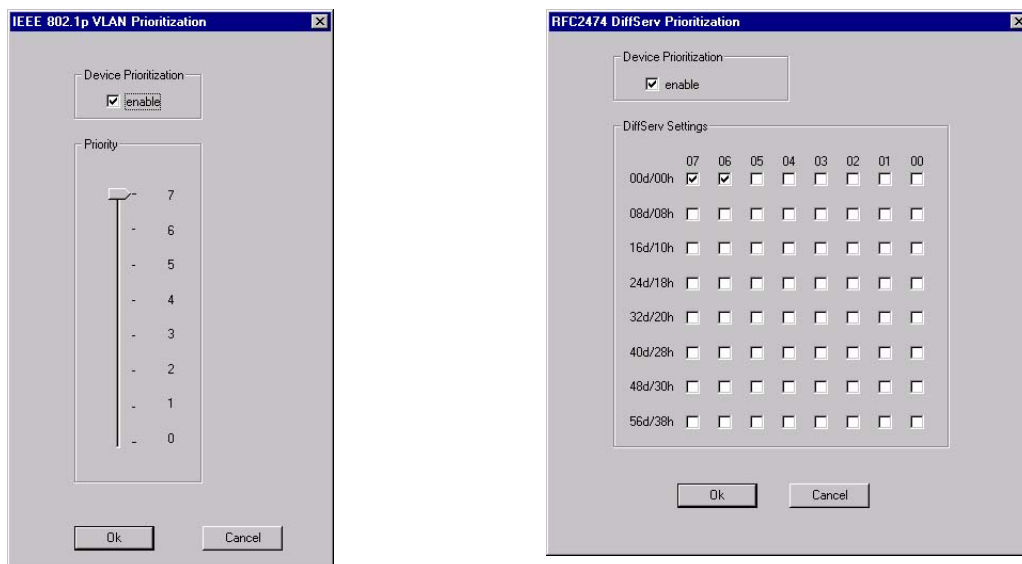 IEEE 802.1p VLAN Prioritization
Device Prioritization
enable
Priority
7
6
5
4
3
2
1
0
Ok Cancel
RFC2474 DiffServ Prioritization
Device Prioritization
enable
DiffServ Settings
07 06 05 04 03 02 01 00
00d/00h
08d/08h
16d/10h
24d/18h
32d/20h
40d/28h
48d/30h
56d/38h
Ok Cancel